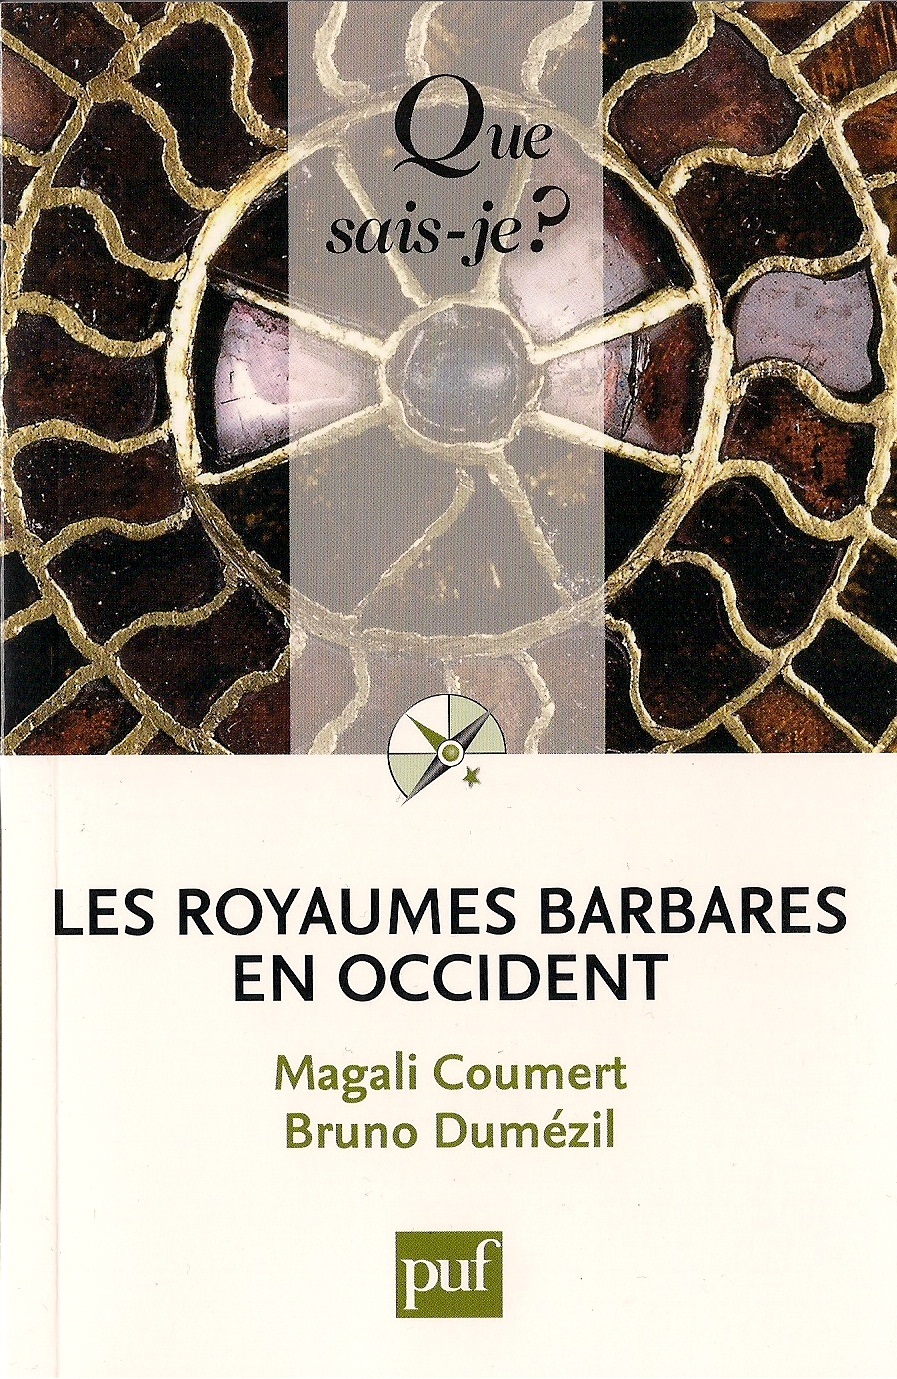 Que
sais-je?
LES ROYAUMES BARBARES
EN OCCIDENT
Magali Coumert
Bruno Dumézil
puf